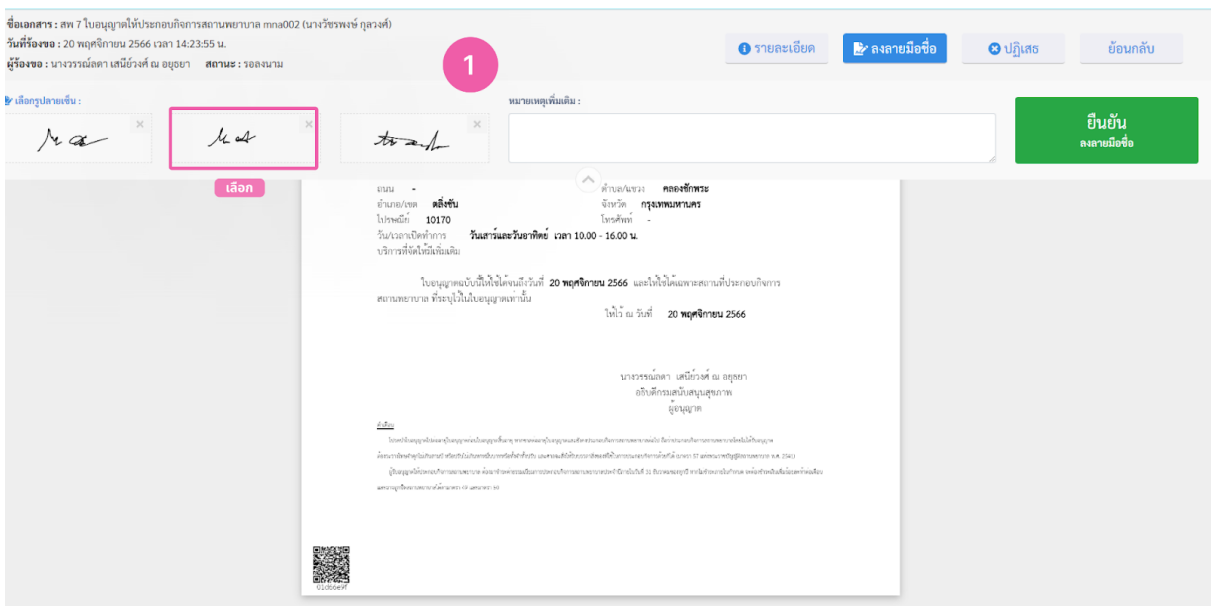 ชื่อเอกสาร : สพ 7 ใบอนุญาตให้ประกอบกิจการสถานพยาบาล mna002 (นางวัชรพงษ์ กุลวงศ์)
วันที่ร้องขอ : 20 พฤศจิกายน 2566 เวลา 14:23:55 น.
ผู้ร้องขอ : นางวรรณ์ลดา เสนีย์วงศ์ ณ อยุธยา สถานะ : รอลงนาม
1
รายละเอียด
ลงลายมือชื่อ
ปฏิเสธ
ย้อนกลับ
เลือกรูปลายเซ็น :
หมายเหตุเพิ่มเติม :
ยืนยัน
ลงลายมือชื่อ
เลือก
ถนน - ตำบล/แขวง คลองชักพระ
อำเภอ/เขต ตลิ่งชัน จังหวัด กรุงเทพมหานคร
ไปรษณีย์ 10170 โทรศัพท์ -
วัน/เวลาเปิดทำการ วันเสาร์และวันอาทิตย์ เวลา 10.00 - 16.00 น.
บริการที่จัดให้มีเพิ่มเติม
ใบอนุญาตฉบับนี้ให้ใช้ได้จนถึงวันที่ 20 พฤศจิกายน 2566 และให้ใช้ได้เฉพาะสถานที่ประกอบกิจการ
สถานพยาบาล ที่ระบุไว้ในใบอนุญาตเท่านั้น
ให้ไว้ ณ วันที่ 20 พฤศจิกายน 2566
นางวรรณ์ลดา เสนีย์วงศ์ ณ อยุธยา
อธิบดีกรมสนับสนุนสุขภาพ
ผู้อนุญาต
คำเตือน
01d66e9f